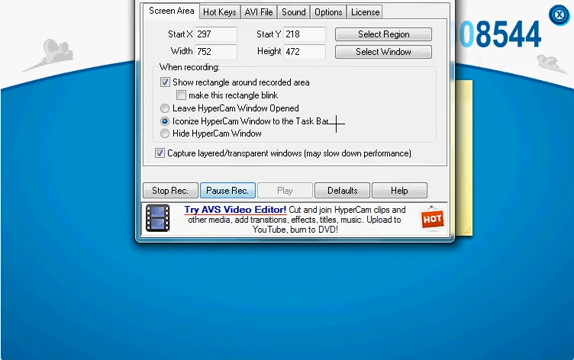 Screen Area Hot Keys AVI File Sound Options License
08544
Start X 297 Start Y 218 Select Region
Width 752 Height 472 Select Window
When recording:
Show rectangle around recorded area
make this rectangle blink
Leave HyperCam Window Opened
Iconize HyperCam Window to the Task Bar
Hide HyperCam Window
Capture layered/transparent windows (may slow down performance)
Stop Rec. Pause Rec. Play Defaults Help
Try AVS Video Editor! Cut and join HyperCam clips and
other media, add transitions, effects, titles, music. Upload to
YouTube, burn to DVD!
HOT